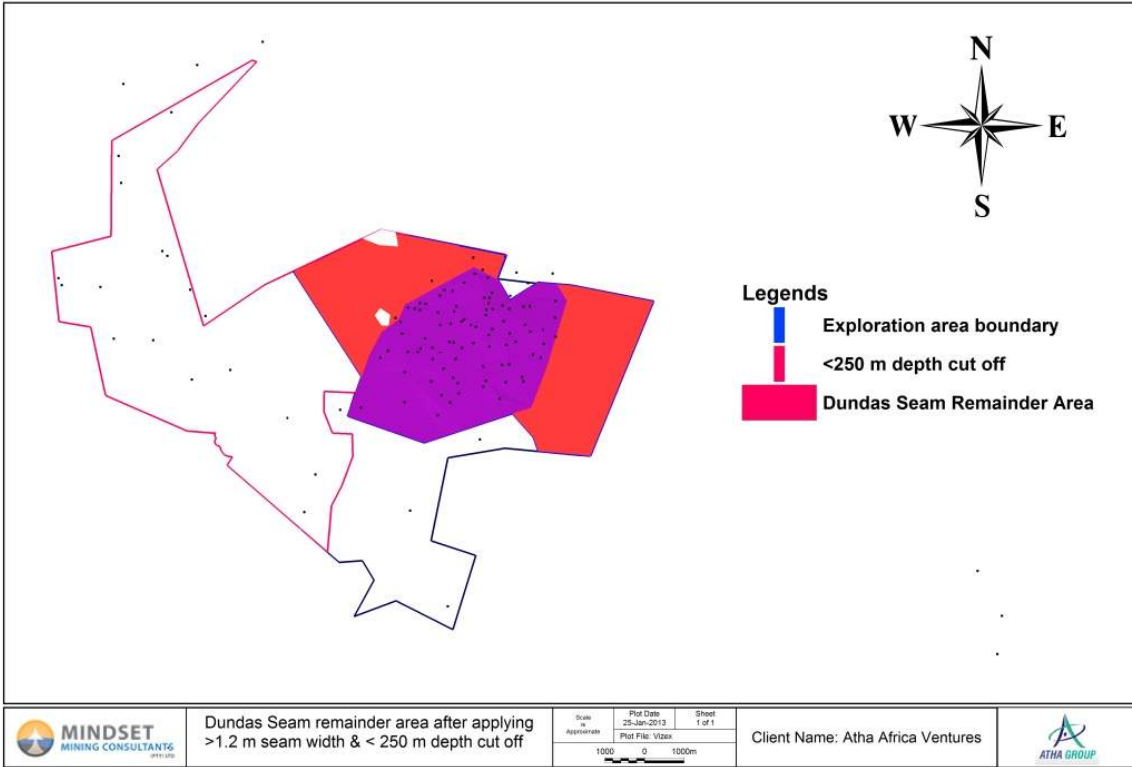 N
W
E
S
Legends
Exploration area boundary
<250 m depth cut off
Dundas Seam Remainder Area
MINDSET
MINING CONSULTANTS
(PTY) LTD
Dundas Seam remainder area after applying
>1.2 m seam width & < 250 m depth cut off
Scale
is
Approximate
Plot Date
25-Jan-2013
Sheet
1 of 1
Plot File: Vizex
1000 0 1000m
Client Name: Atha Africa Ventures
ATHA GROUP